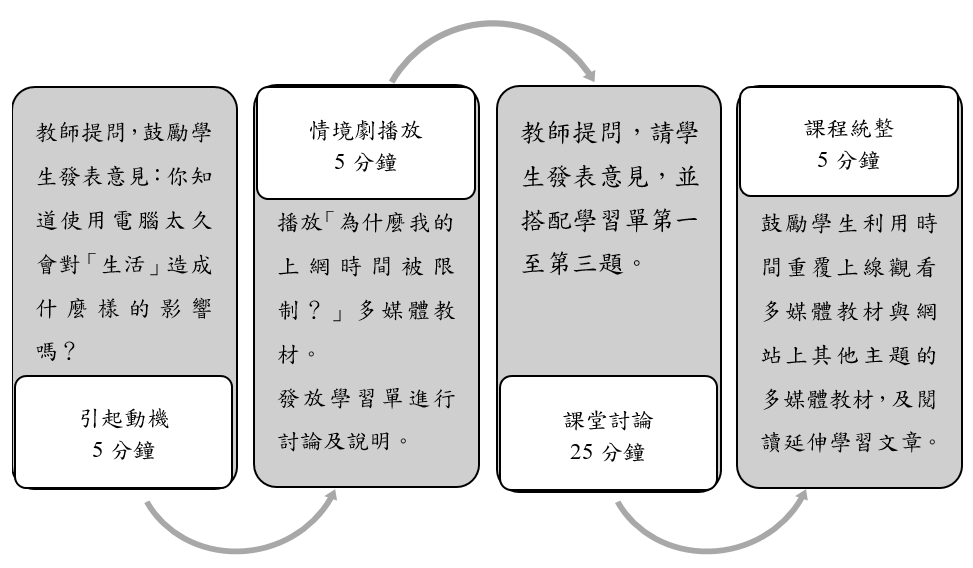 教師提問，鼓勵學
生發表意見：你知
道使用電腦太久
會對「生活」造成
什麼樣的影響
嗎？
引起動機
5 分鐘
情境劇播放
5 分鐘
播放「為什麼我的
上網時間被限
制？」多媒體教
材。
發放學習單進行
討論及說明。
教師提問，請學
生發表意見，並
搭配學習單第一
至第三題。
課堂討論
25 分鐘
課程統整
5 分鐘
鼓勵學生利用時
間重覆上線觀看
多媒體教材與網
站上其他主題的
多媒體教材，及閱
讀延伸學習文章。